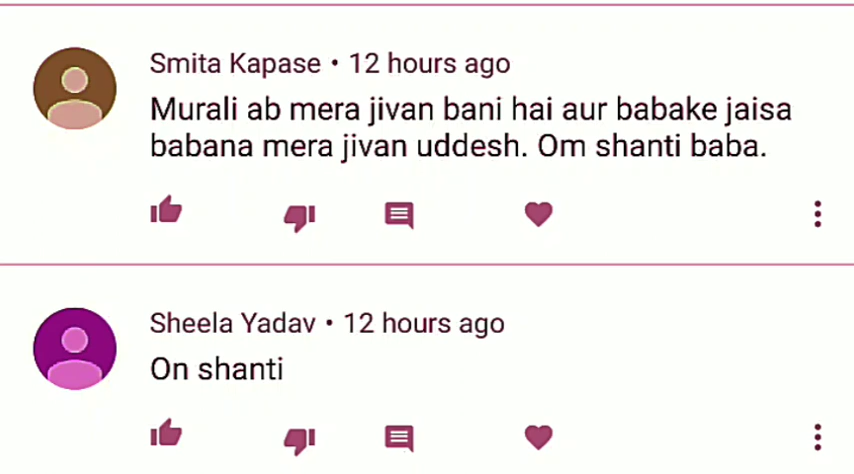 Smita Kapase • 12 hours ago
Murali ab mera jivan bani hai aur babake jaisa
babana mera jivan uddesh. Om shanti baba.
Sheela Yadav • 12 hours ago
On shanti